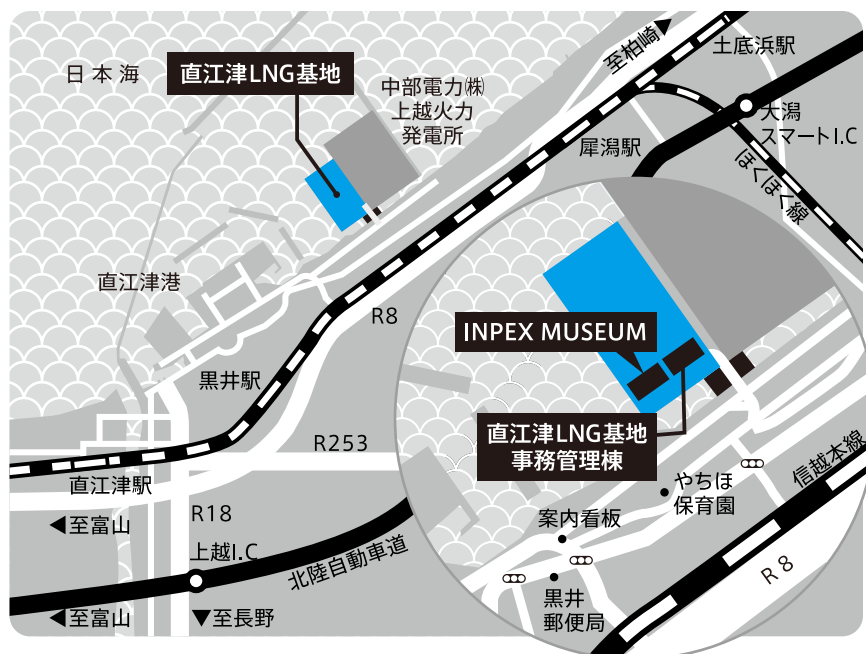 至柏崎▶
土底浜駅
日本海
直江津LNG基地
中部電力㈱
上越火力
発電所
大潟
スマートI.C
犀潟駅
ほくほく線
直江津港
R8
INPEX MUSEUM
黒井駅
直江津LNG基地
事務管理棟
R253
信越本線
やちほ
保育園
直江津駅
R18
案内看板
◀至富山
上越I.C
北陸自動車道
R8
黒井
郵便局
◀至富山
▼至長野